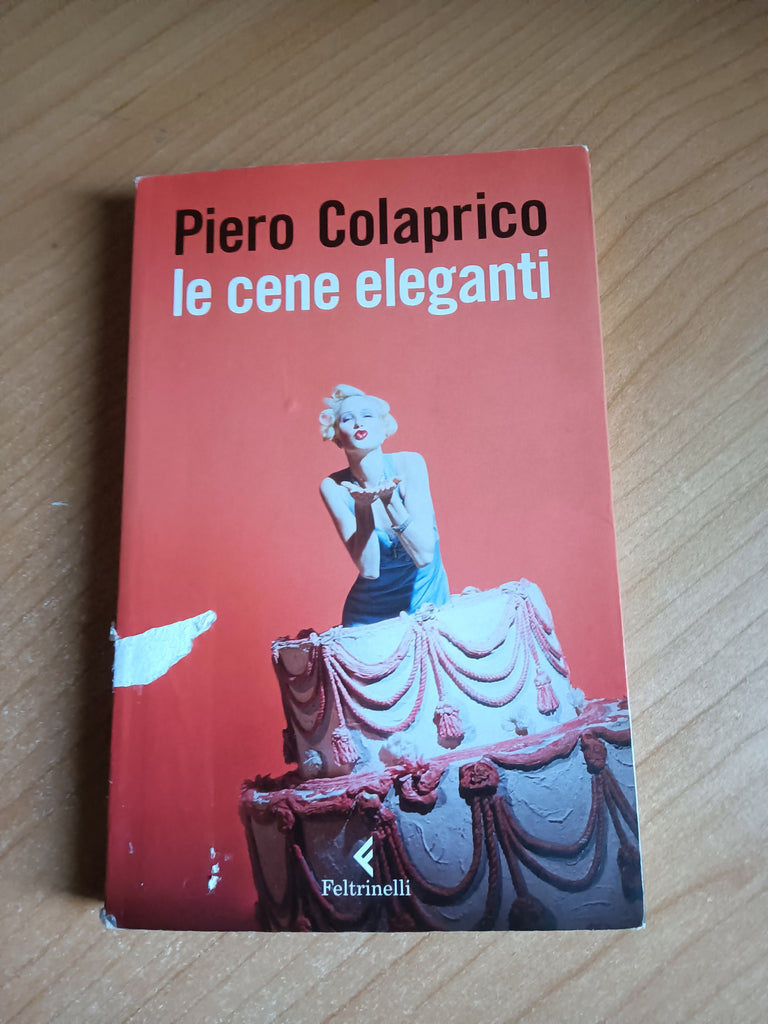 Piero Colaprico
le cene eleganti
Feltrinelli